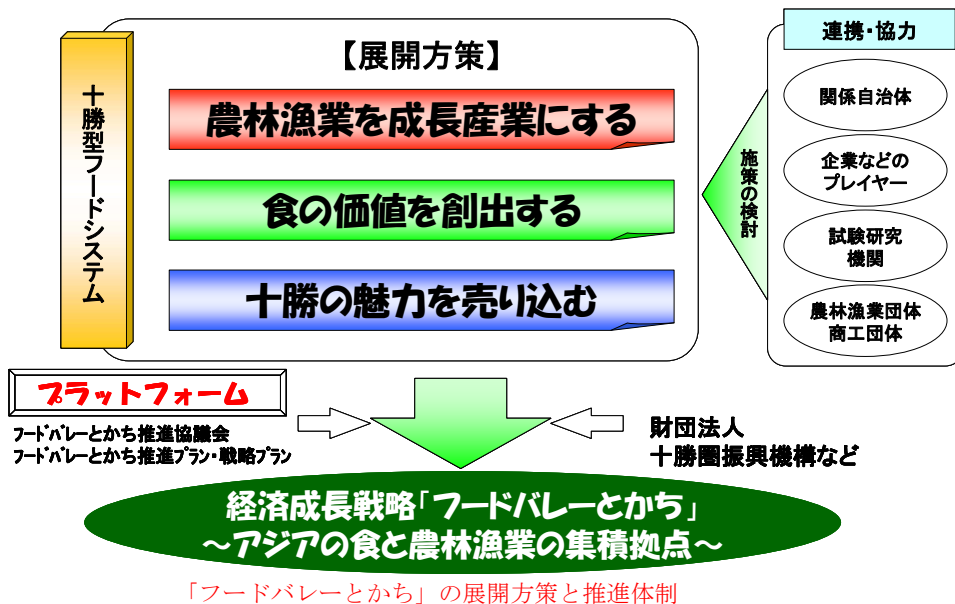 十勝型フードシステム
【展開方策】
農林漁業を成長産業にする
食の価値を創出する
十勝の魅力を売り込む
施策の検討
連携・協力
関係自治体
企業などの
プレイヤー
試験研究
機関
農林漁業団体
商工団体
プラットフォーム
フードバレーとかち推進協議会
フードバレーとかち推進プラン・戦略プラン
財団法人
十勝圏振興機構など
経済成長戦略「フードバレーとかち」
~アジアの食と農林漁業の集積拠点~
「フードバレーとかち」の展開方策と推進体制